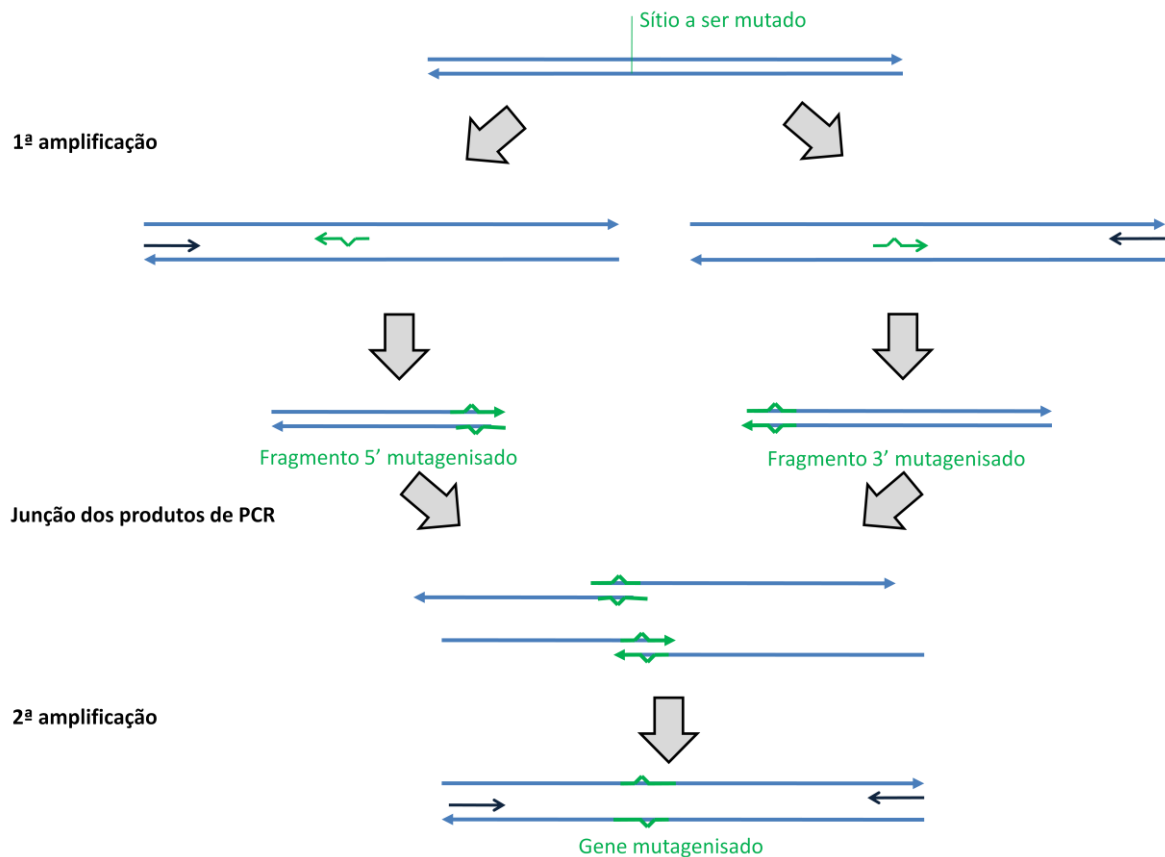 Sítio a ser mutado
1ª amplificação
Fragmento 5’ mutagenisado
Fragmento 3’ mutagenisado
Junção dos produtos de PCR
2ª amplificação
Gene mutagenisado